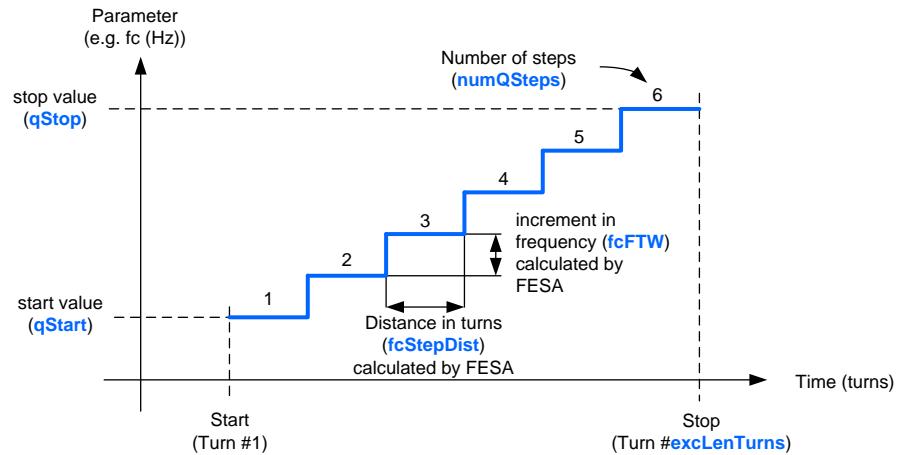 Parameter
(e.g. fc (Hz))
Number of steps
(numQSteps)
stop value
(qStop)
6
5
4
3
increment in
frequency (fcFTW)
calculated by
FESA
2
1
start value
(qStart)
Distance in turns
(fcStepDist)
calculated by FESA
Time (turns)
Start
(Turn #1)
Stop
(Turn #excLenTurns)